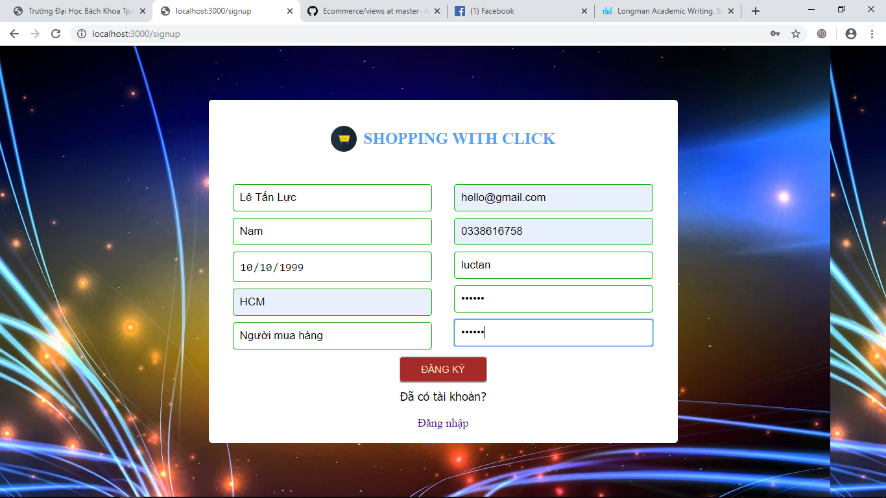 Trường Đại Học Bách Khoa Tp.
localhost:3000/signup
Ecommerce/views at master
(1) Facebook
Longman Academic Writing, S
localhost:3000/signup
SHOPPING WITH CLICK
Lê Tấn Lực
hello@gmail.com
Nam
0338616758
10/10/1999
luctan
HCM
••••••
Người mua hàng
••••••
ĐĂNG KÝ
Đã có tài khoản?
Đăng nhập